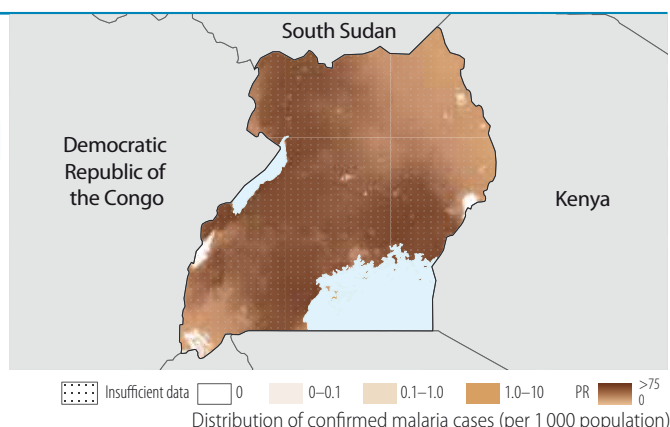 South Sudan
Democratic
Republic of
the Congo
Kenya
Insufficient data 0 0–0.1 0.1–1.0 1.0–10 PR >75
0
Distribution of confirmed malaria cases (per 1 000 population)